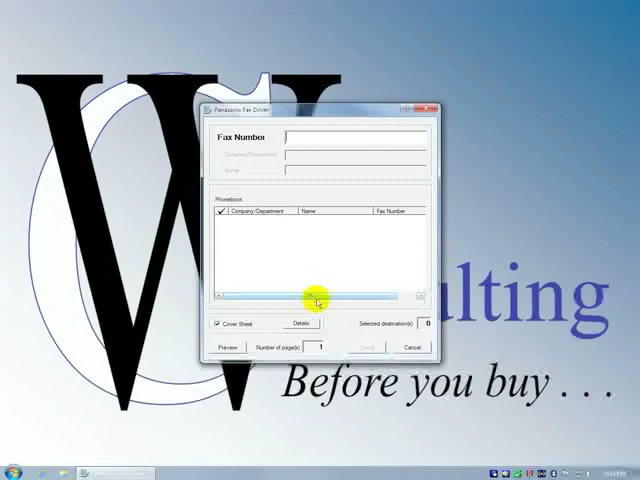 W
Panasonic Fax Driver
Fax Number
Company/Department
Name
Phonebook
Company/Department Name Fax Number
ulting
Cover Sheet Details Selected destination(s) 0
Preview Number of page(s) 1 Send Cancel
Before you buy . . .